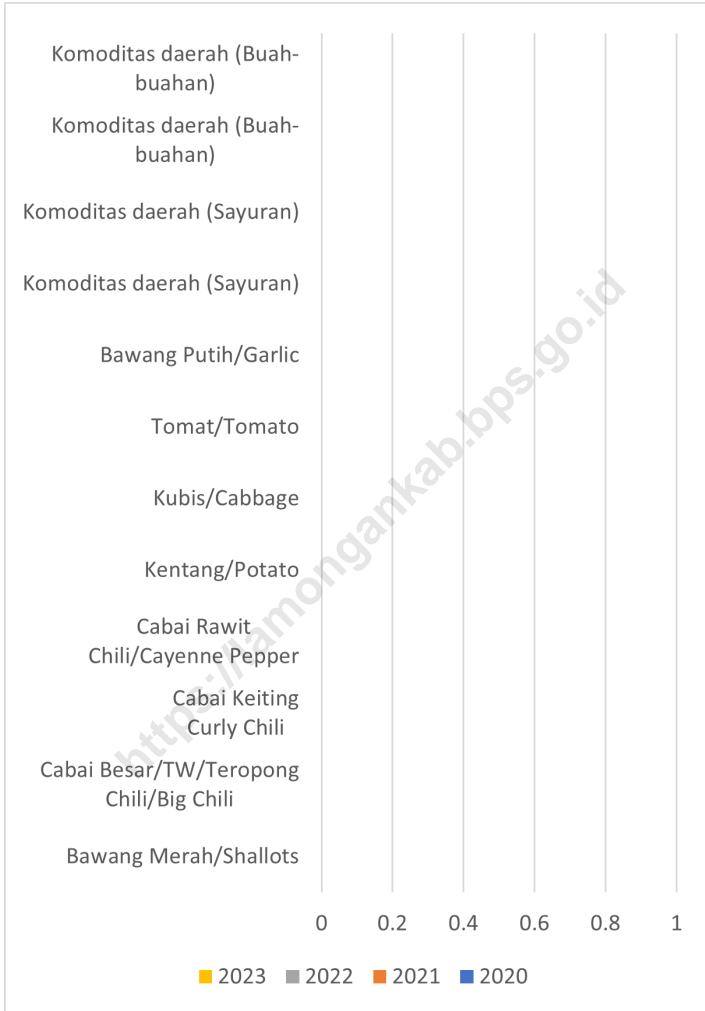 Komoditas daerah (Buah-
buahan)
Komoditas daerah (Buah-
buahan)
Komoditas daerah (Sayuran)
Komoditas daerah (Sayuran)
Bawang Putih/Garlic
Tomat/Tomato
Kubis/Cabbage
Kentang/Potato
Cabai Rawit
Chili/Cayenne Pepper
Cabai Keiting
Curly Chili
Cabai Besar/TW/Teropong
Chili/Big Chili
Bawang Merah/Shallots
0 0.2 0.4 0.6 0.8 1
2023 2022 2021 2020
https://lamongankab.bps.go.id